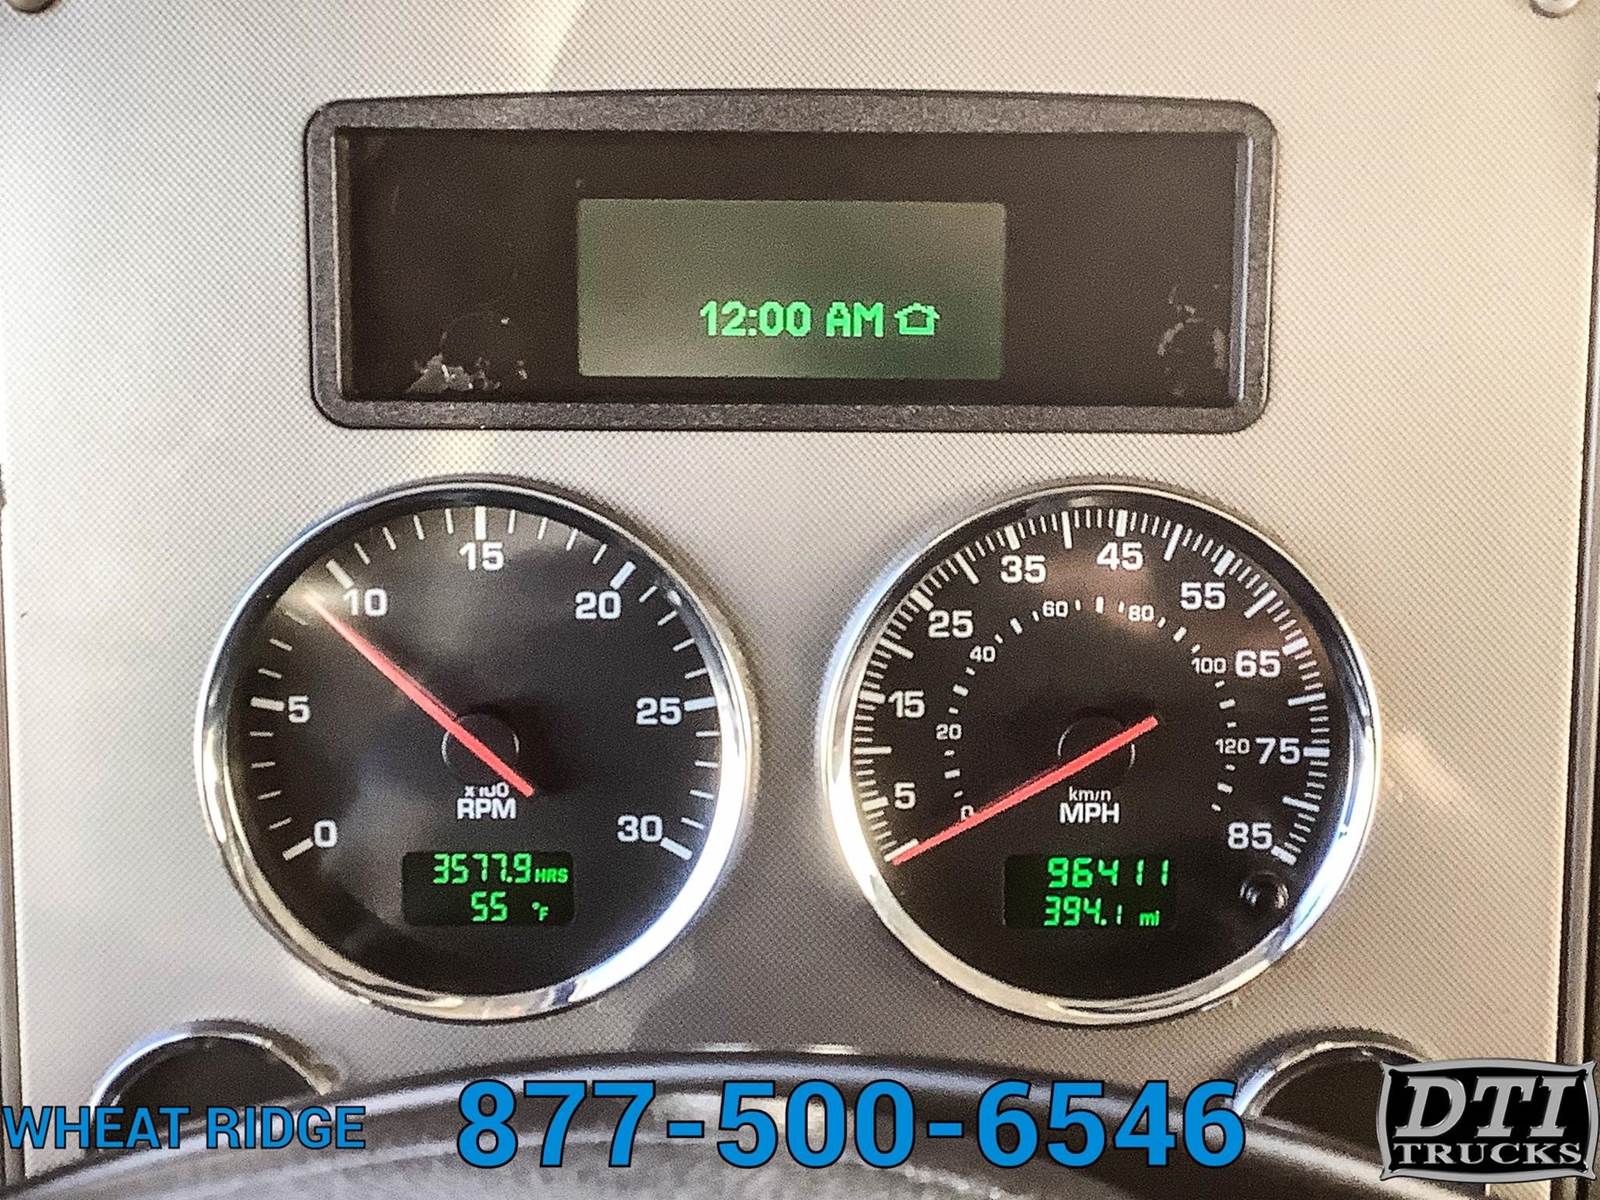 12:00 AM
0 5 10 15 20 25 30
x100
RPM
3577.9 HRS
55 °F
5 15 25 35 45 55 65 75 85
0 20 40 60 80 100 120
km/h
MPH
96411
394.1 mi
WHEAT RIDGE
877-500-6546
DTI
TRUCKS